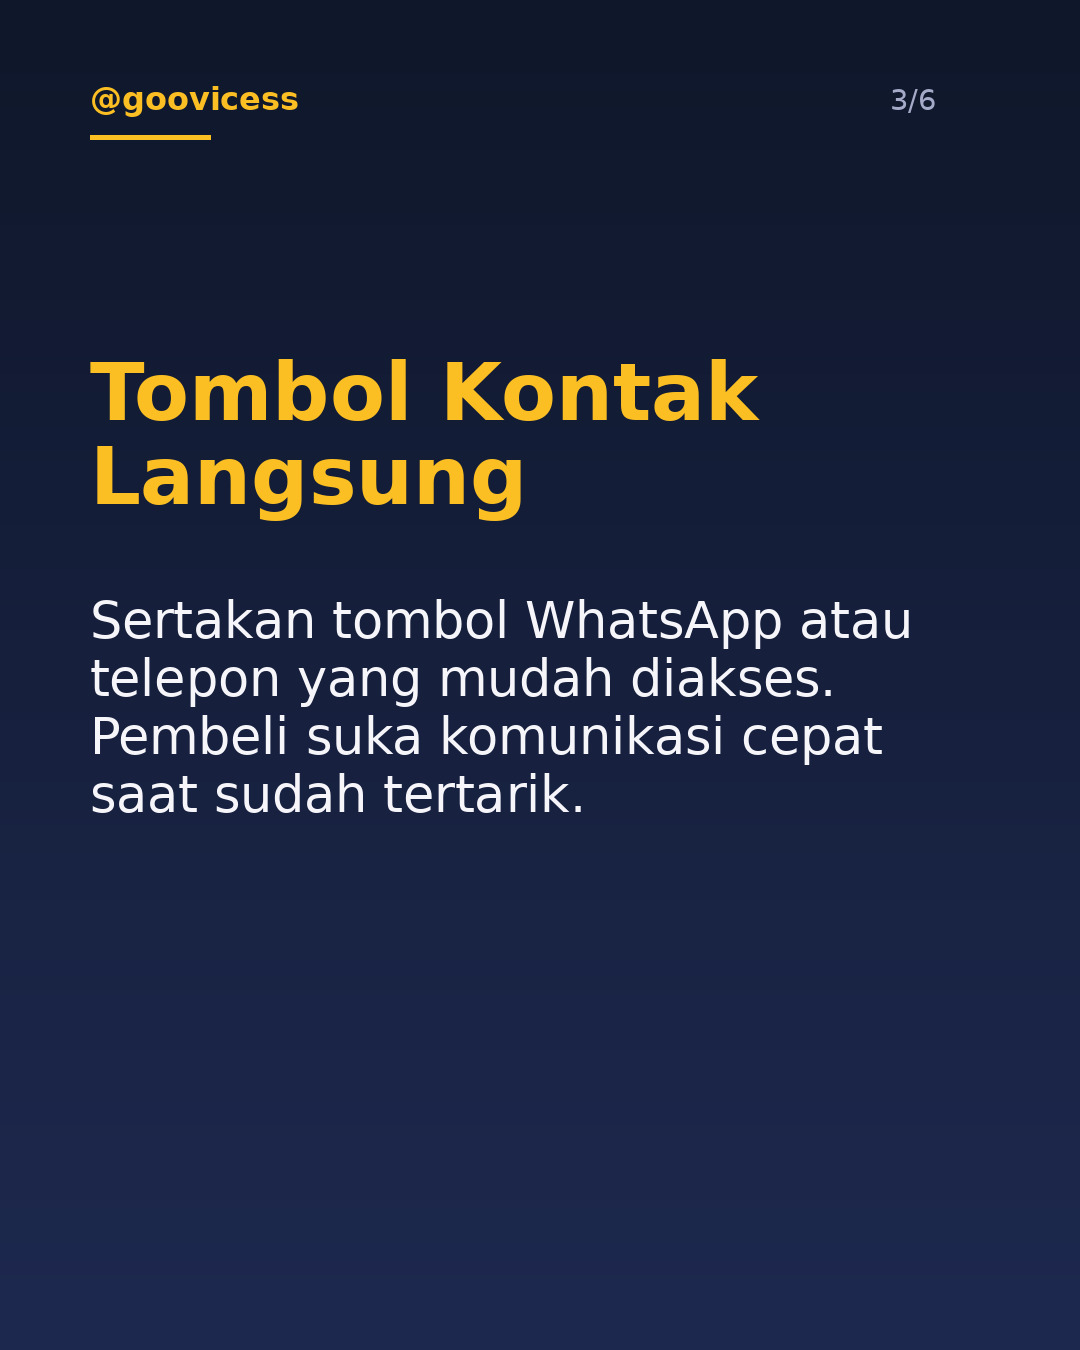 @goovicess
3/6
Tombol Kontak
Langsung
Sertakan tombol WhatsApp atau
telepon yang mudah diakses.
Pembeli suka komunikasi cepat
saat sudah tertarik.